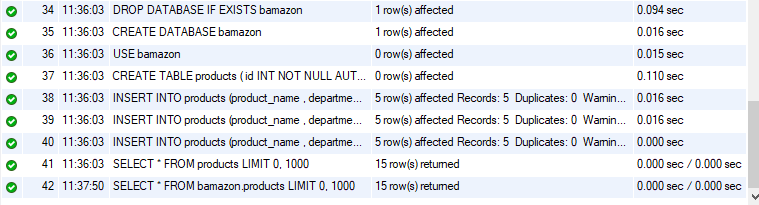 34 11:36:03 DROP DATABASE IF EXISTS bamazon 1 row(s) affected 0.094 sec
35 11:36:03 CREATE DATABASE bamazon 1 row(s) affected 0.016 sec
36 11:36:03 USE bamazon 0 row(s) affected 0.015 sec
37 11:36:03 CREATE TABLE products ( id INT NOT NULL AUT... 0 row(s) affected 0.110 sec
38 11:36:03 INSERT INTO products (product_name , departme... 5 row(s) affected Records: 5 Duplicates: 0 Warnin... 0.016 sec
39 11:36:03 INSERT INTO products (product_name , departme... 5 row(s) affected Records: 5 Duplicates: 0 Warnin... 0.016 sec
40 11:36:03 INSERT INTO products (product_name , departme... 5 row(s) affected Records: 5 Duplicates: 0 Warnin... 0.000 sec
41 11:36:03 SELECT * FROM products LIMIT 0, 1000 15 row(s) returned 0.000 sec / 0.000 sec
42 11:37:50 SELECT * FROM bamazon.products LIMIT 0, 1000 15 row(s) returned 0.000 sec / 0.000 sec